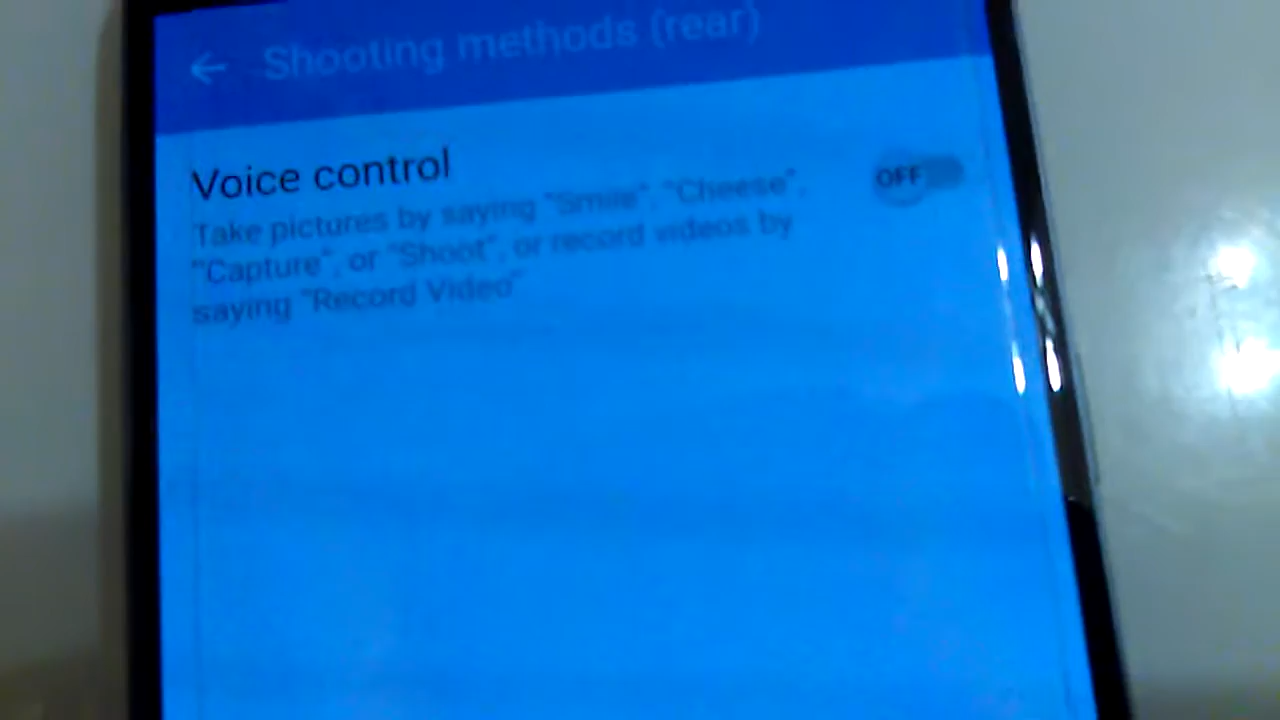 Shooting methods (rear)
Voice control
OFF
Take pictures by saying "Smile", "Cheese",
"Capture", or "Shoot", or record videos by
saying "Record Video"